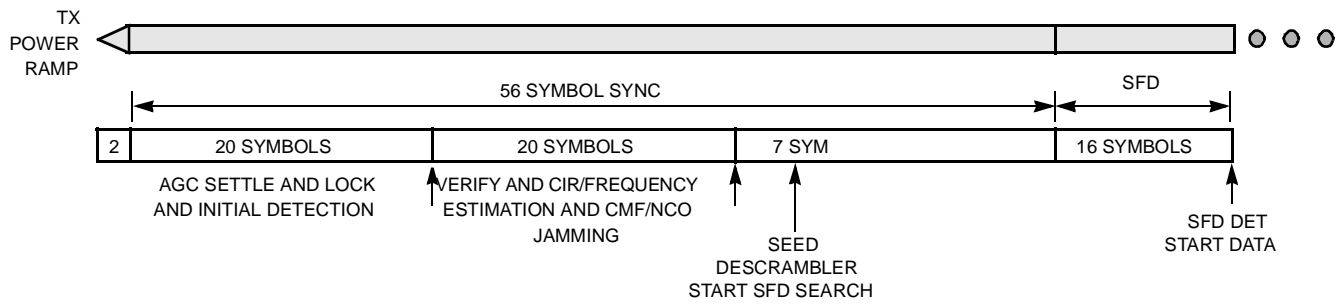 TX
POWER
RAMP
56 SYMBOL SYNC
SFD
2
20 SYMBOLS
20 SYMBOLS
7 SYM
16 SYMBOLS
AGC SETTLE AND LOCK
AND INITIAL DETECTION
VERIFY AND CIR/FREQUENCY
ESTIMATION AND CMF/NCO
JAMMING
SEED
DESCRAMBLER
START SFD SEARCH
SFD DET
START DATA